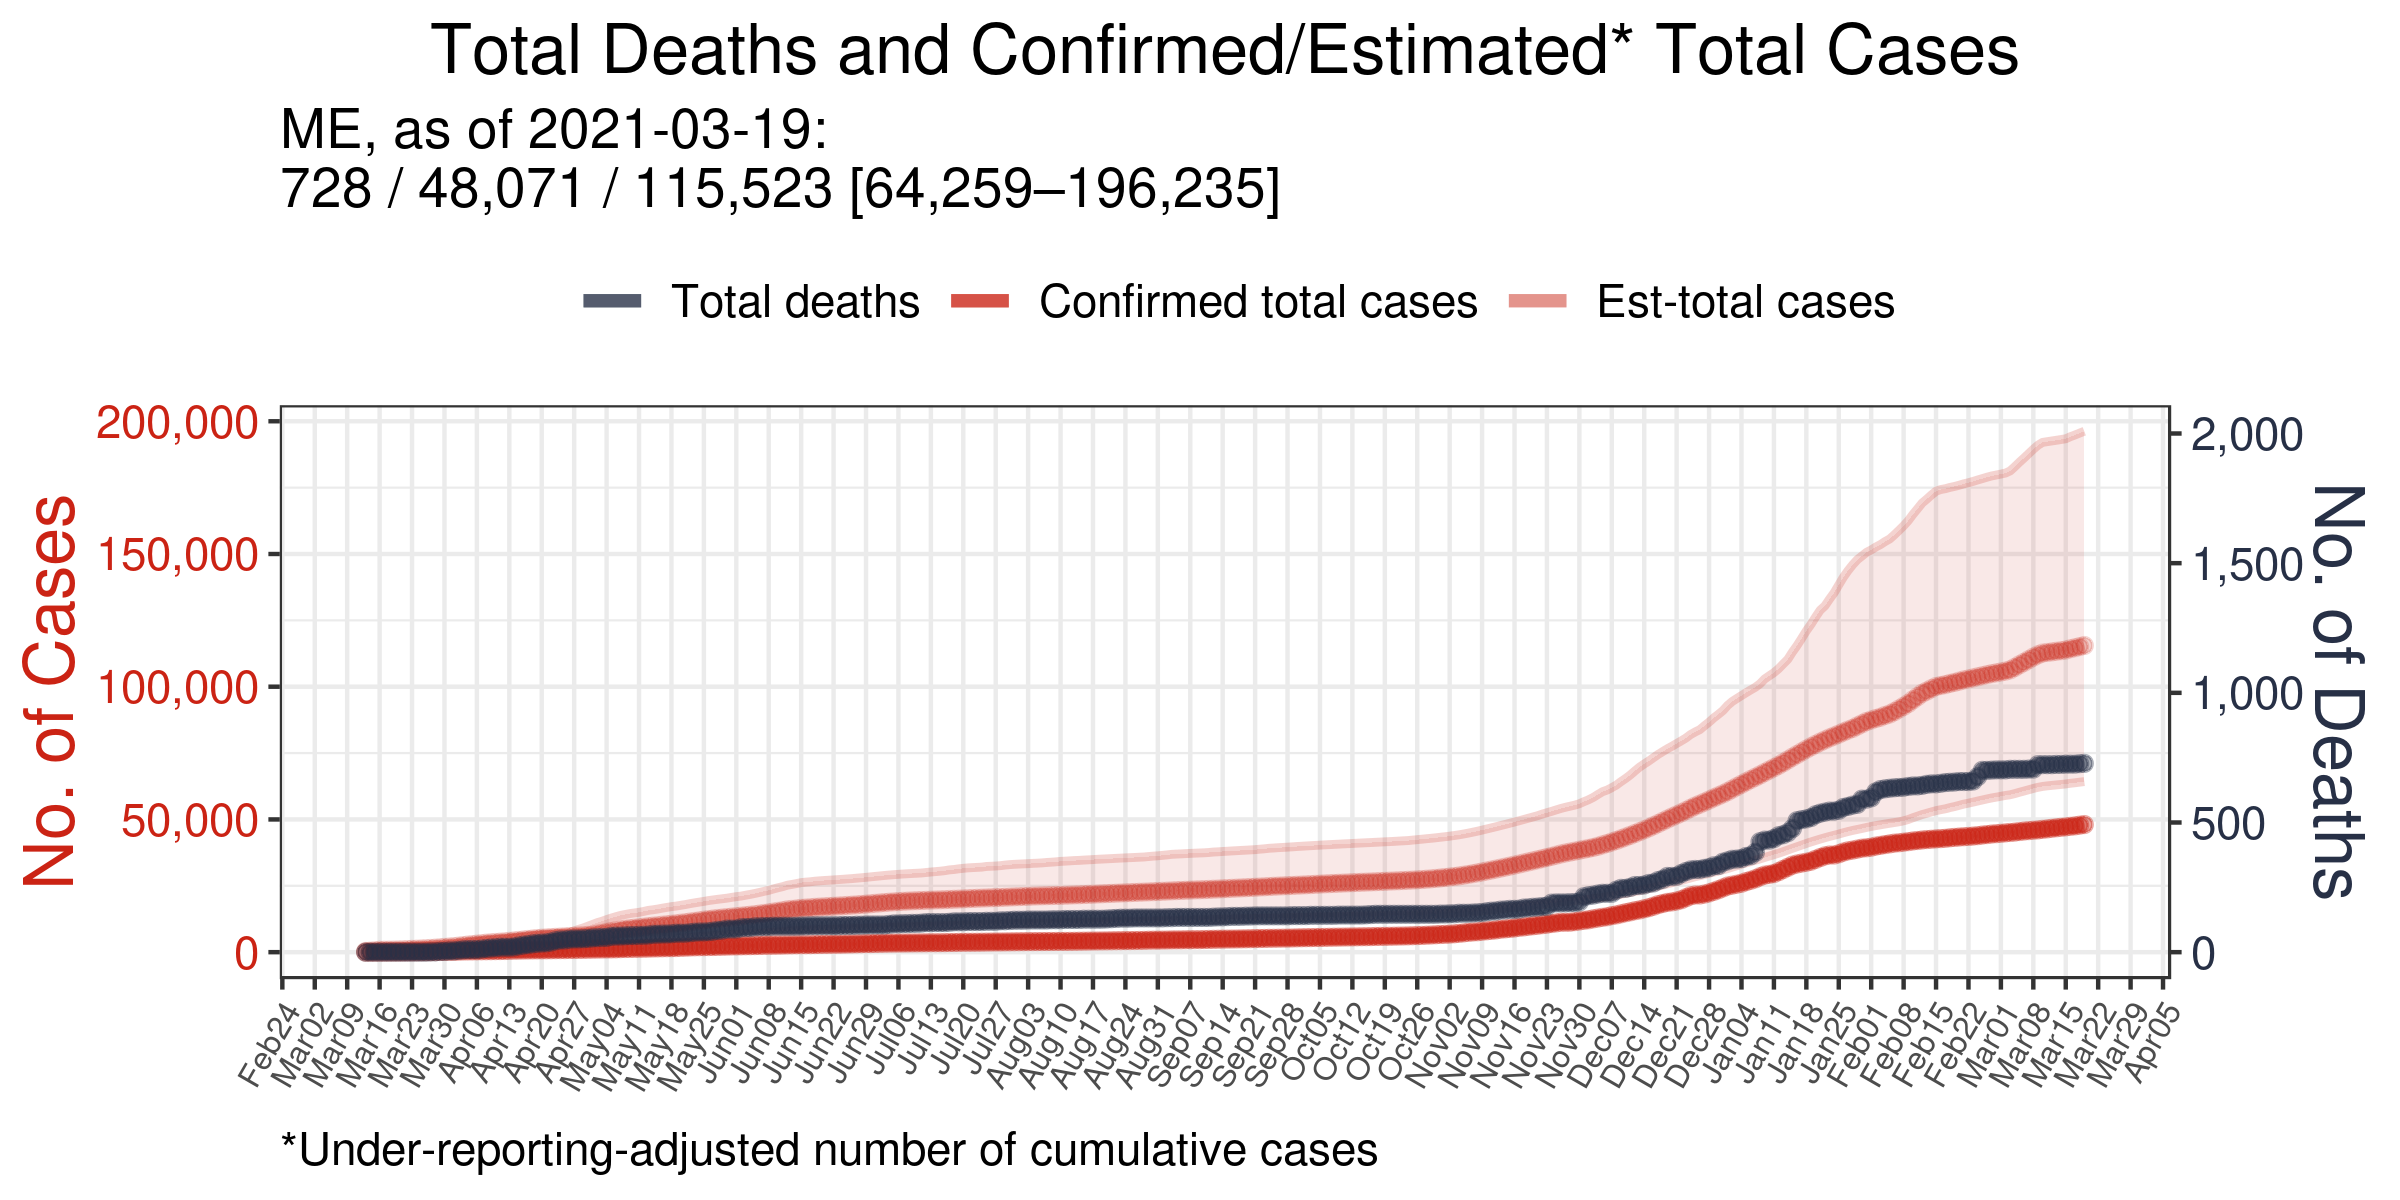 Total Deaths and Confirmed/Estimated* Total Cases
ME, as of 2021-03-19:
728 / 48,071 / 115,523 [64,259–196,235]
Total deaths
Confirmed total cases
Est-total cases
No. of Cases
200,000
150,000
100,000
50,000
0
2,000
1,500
1,000
500
0
No. of Deaths
Feb24
Mar02
Mar09
Mar16
Mar23
Mar30
Apr06
Apr13
Apr20
Apr27
May04
May11
May18
May25
Jun01
Jun08
Jun15
Jun22
Jun29
Jul06
Jul13
Jul20
Jul27
Aug03
Aug10
Aug17
Aug24
Aug31
Sep07
Sep14
Sep21
Sep28
Oct05
Oct12
Oct19
Oct26
Nov02
Nov09
Nov16
Nov23
Nov30
Dec07
Dec14
Dec21
Dec28
Jan04
Jan11
Jan18
Jan25
Feb01
Feb08
Feb15
Feb22
Mar01
Mar08
Mar15
Mar22
Mar29
Apr05
*Under-reporting-adjusted number of cumulative cases